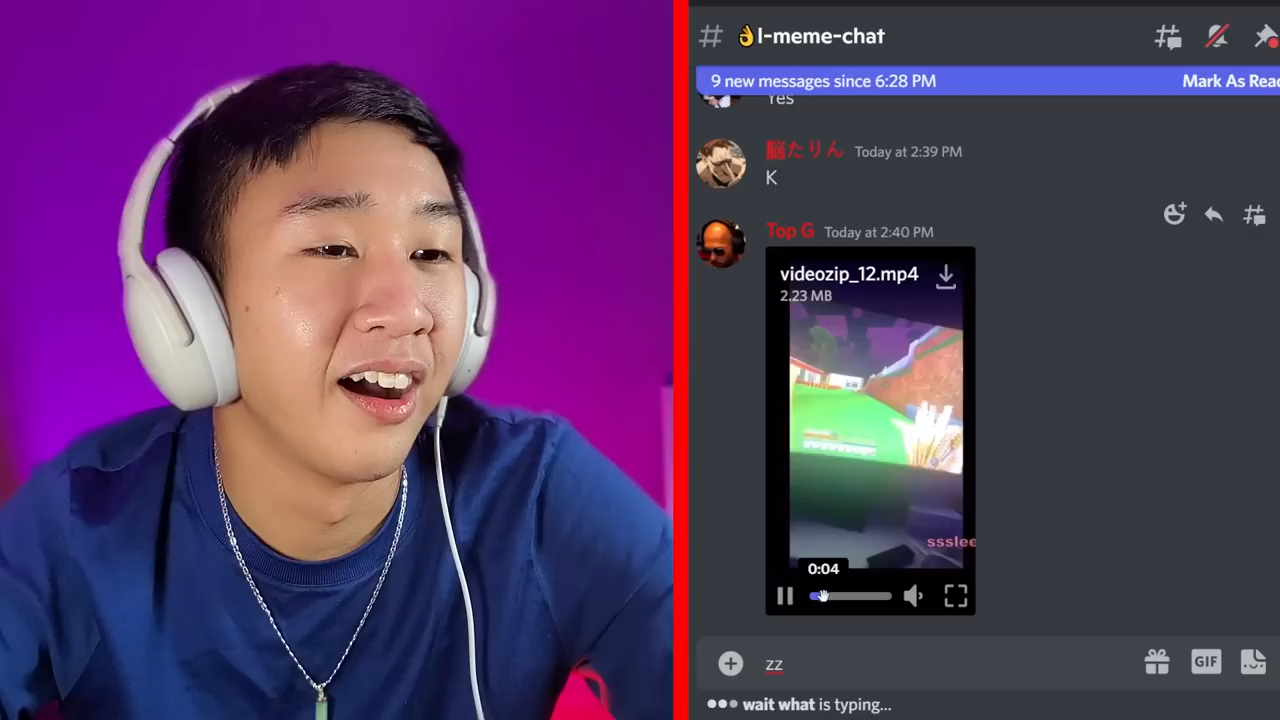 👌l-meme-chat
9 new messages since 6:28 PM
Mark As Read
Yes
脳たりん Today at 2:39 PM
K
Top G Today at 2:40 PM
videozip_12.mp4
2.23 MB
ssslee
0:04
zz
GIF
wait what is typing...